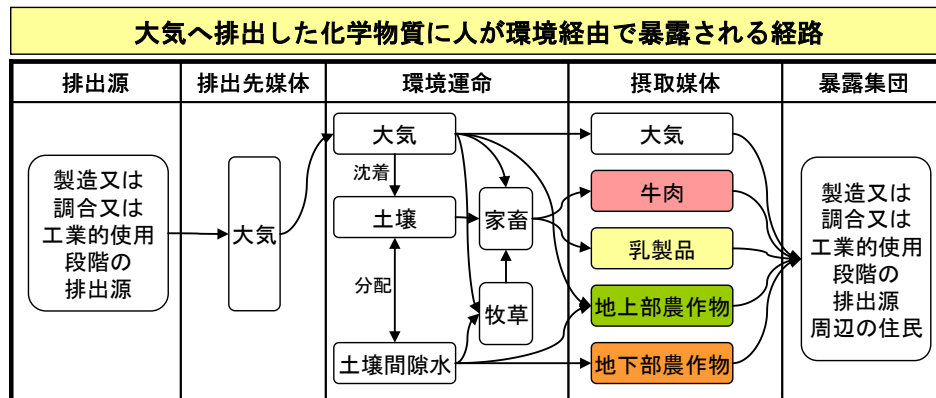 大気へ排出した化学物質に人が環境経由で暴露される経路
排出源
排出先媒体
環境運命
摂取媒体
暴露集団
製造又は
調合又は
工業的使用
段階の
排出源
大気
大気
沈着
土壌
分配
土壌間隙水
家畜
牧草
大気
牛肉
乳製品
地上部農作物
地下部農作物
製造又は
調合又は
工業的使用
段階の
排出源
周辺の住民